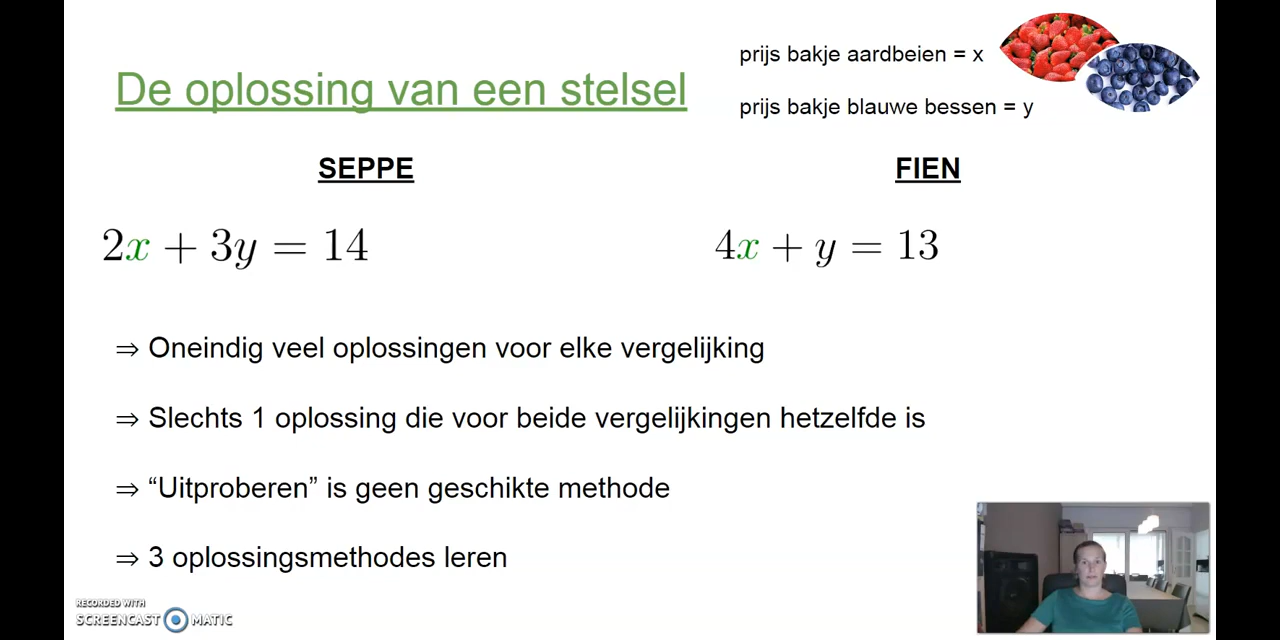 De oplossing van een stelsel
prijs bakje aardbeien = x
prijs bakje blauwe bessen = y
SEPPE
FIEN
2x + 3y = 14
4x + y = 13
⇒ Oneindig veel oplossingen voor elke vergelijking
⇒ Slechts 1 oplossing die voor beide vergelijkingen hetzelfde is
⇒ “Uitproberen” is geen geschikte methode
⇒ 3 oplossingsmethodes leren
RECORDED WITH
SCREENCAST MATIC